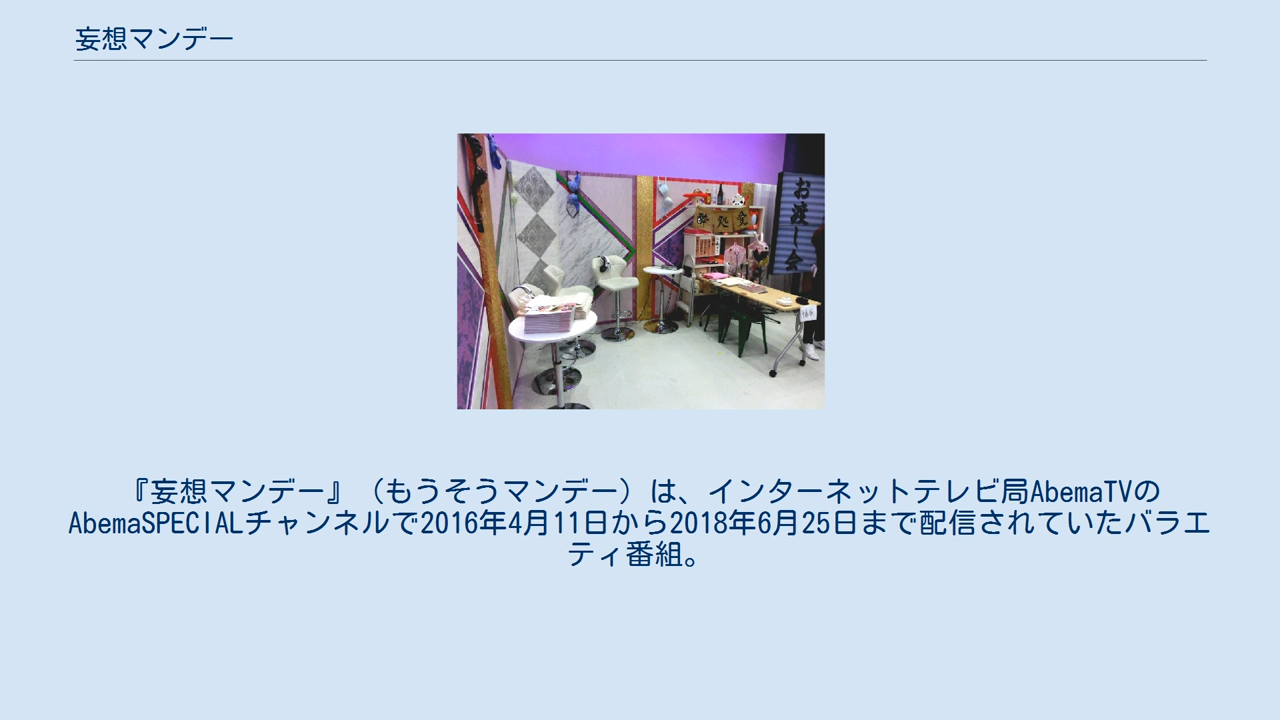 妄想マンデー
お渡し会
『妄想マンデー』（もうそうマンデー）は、インターネットテレビ局AbemaTVの
AbemaSPECIALチャンネルで2016年4月11日から2018年6月25日まで配信されていたバラエ
ティ番組。